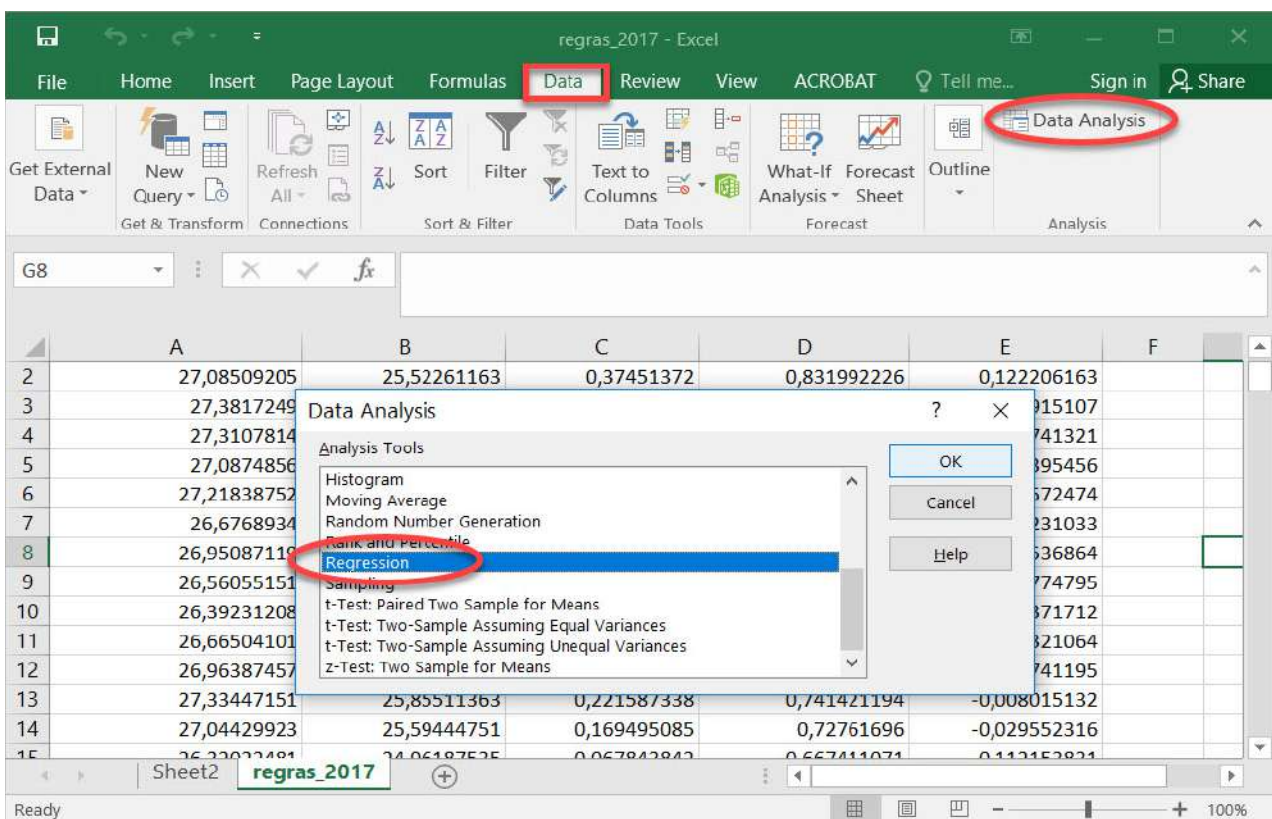 regras_2017 - Excel
File Home Insert Page Layout Formulas Data Review View ACROBAT Tell me... Sign in Share
Get External Data
New Query
Refresh All
Sort
Filter
Text to Columns
What-If Analysis
Forecast Sheet
Outline
Data Analysis
Get & Transform Connections Sort & Filter Data Tools Forecast Analysis
G8 fx
A B C D E F
2 27,08509205 25,52261163 0,37451372 0,831992226 0,122206163
3 27,3817249 915107
4 27,3107814 741321
5 27,0874856 395456
6 27,21838752 572474
7 26,6768934 231033
8 26,95087119 536864
9 26,56055151 774795
10 26,39231208 371712
11 26,66504101 321064
12 26,96387457 741195
Data Analysis ? ×
Analysis Tools
Histogram
Moving Average
Random Number Generation
Rank and Percentile
Regression
Sampling
t-Test: Paired Two Sample for Means
t-Test: Two-Sample Assuming Equal Variances
t-Test: Two-Sample Assuming Unequal Variances
z-Test: Two Sample for Means
OK
Cancel
Help
13 27,33447151 25,85511363 0,221587338 0,741421194 -0,008015132
14 27,04429923 25,59444751 0,169495085 0,72761696 -0,029552316
Sheet2 regras_2017
Ready 100%